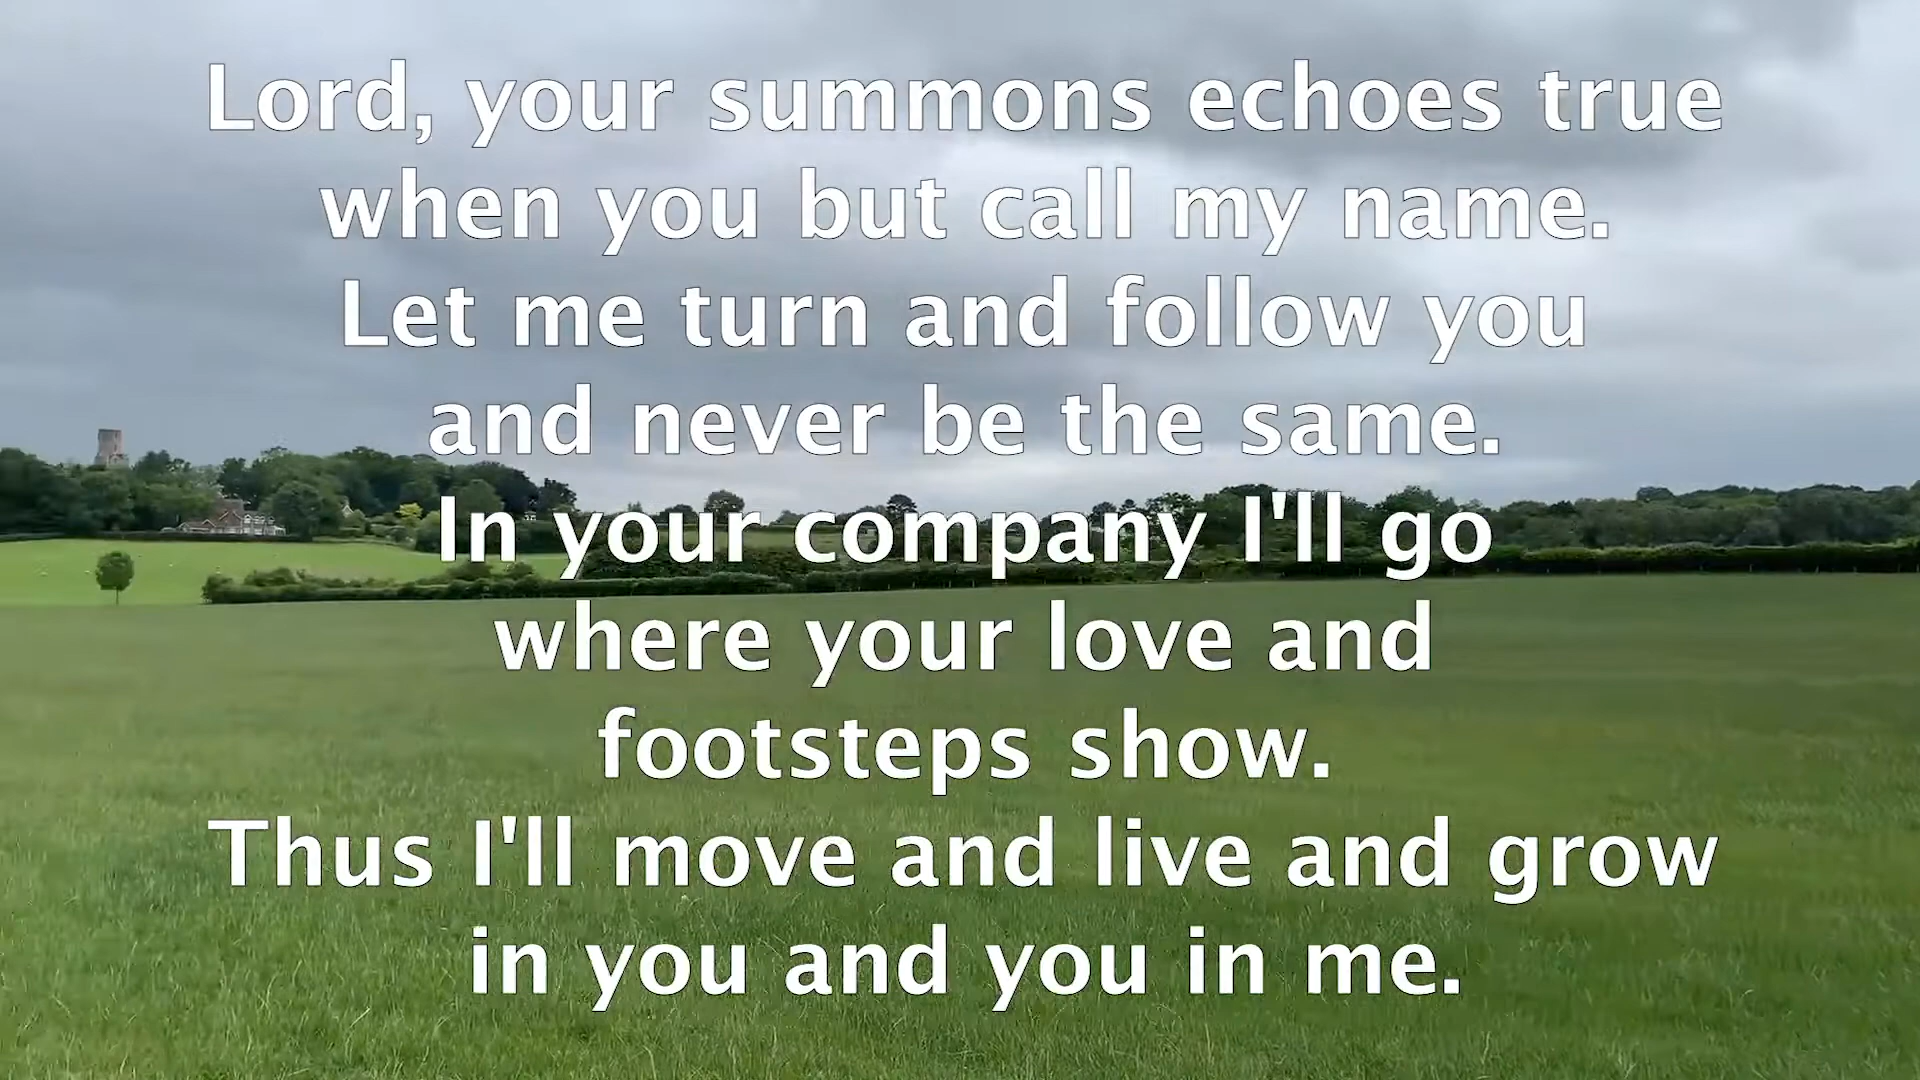 Lord, your summons echoes true
when you but call my name.
Let me turn and follow you
and never be the same.
In your company I'll go
where your love and
footsteps show.
Thus I'll move and live and grow
in you and you in me.